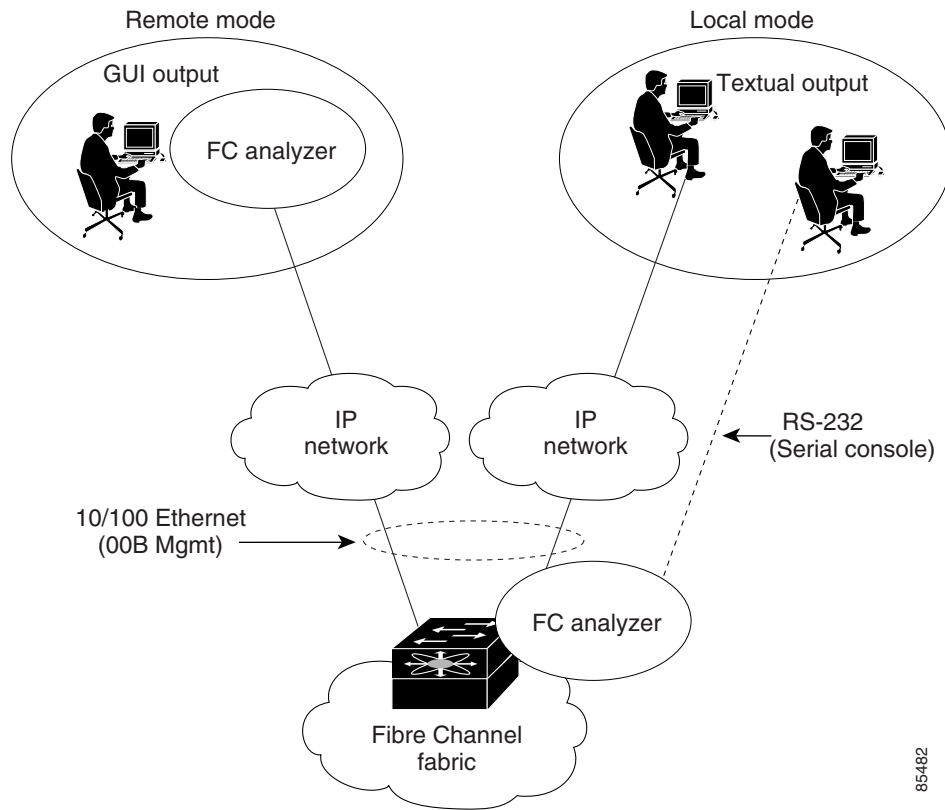 Remote mode
Local mode
GUI output
FC analyzer
Textual output
IP
network
IP
network
RS-232
(Serial console)
10/100 Ethernet
(00B Mgmt)
FC analyzer
Fibre Channel
fabric
85482